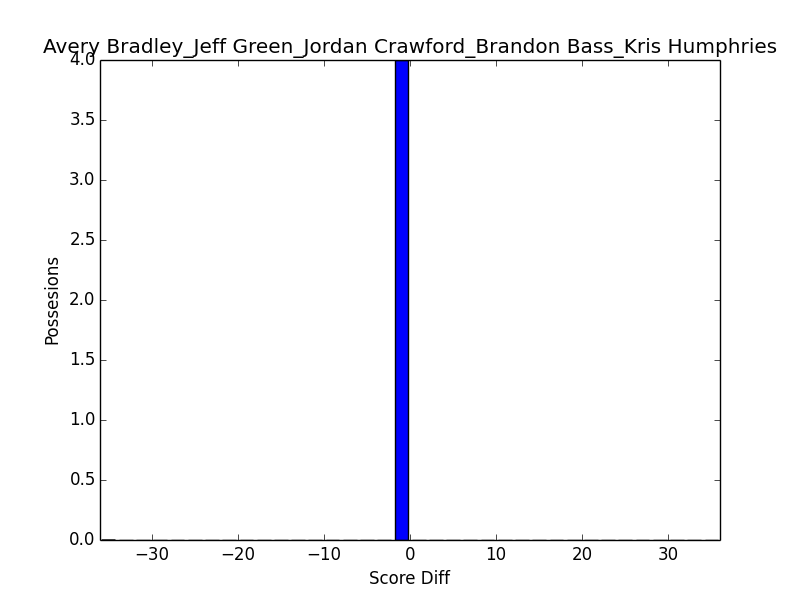 Avery Bradley_Jeff Green_Jordan Crawford_Brandon Bass_Kris Humphries
4.0
3.5
3.0
2.5
2.0
1.5
1.0
0.5
0.0
Possesions
−30 −20 −10 0 10 20 30
Score Diff